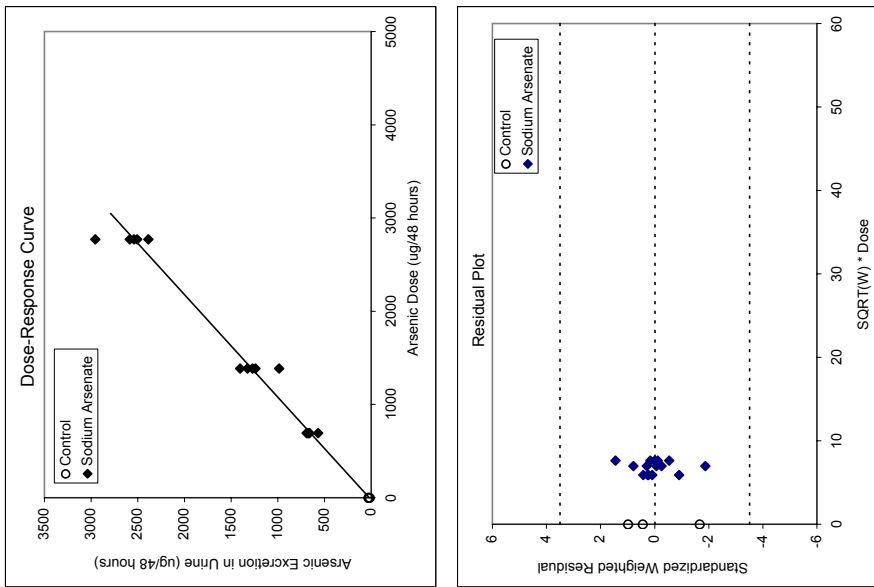 Dose-Response Curve
Control
Sodium Arsenate
Arsenic Excretion in Urine (ug/48 hours)
3500
3000
2500
2000
1500
1000
500
0
0
1000
2000
3000
4000
5000
Arsenic Dose (ug/48 hours)
Residual Plot
Control
Sodium Arsenate
Standardized Weighted Residual
6
4
2
0
-2
-4
-6
0
10
20
30
40
50
60
SQRT(W) * Dose